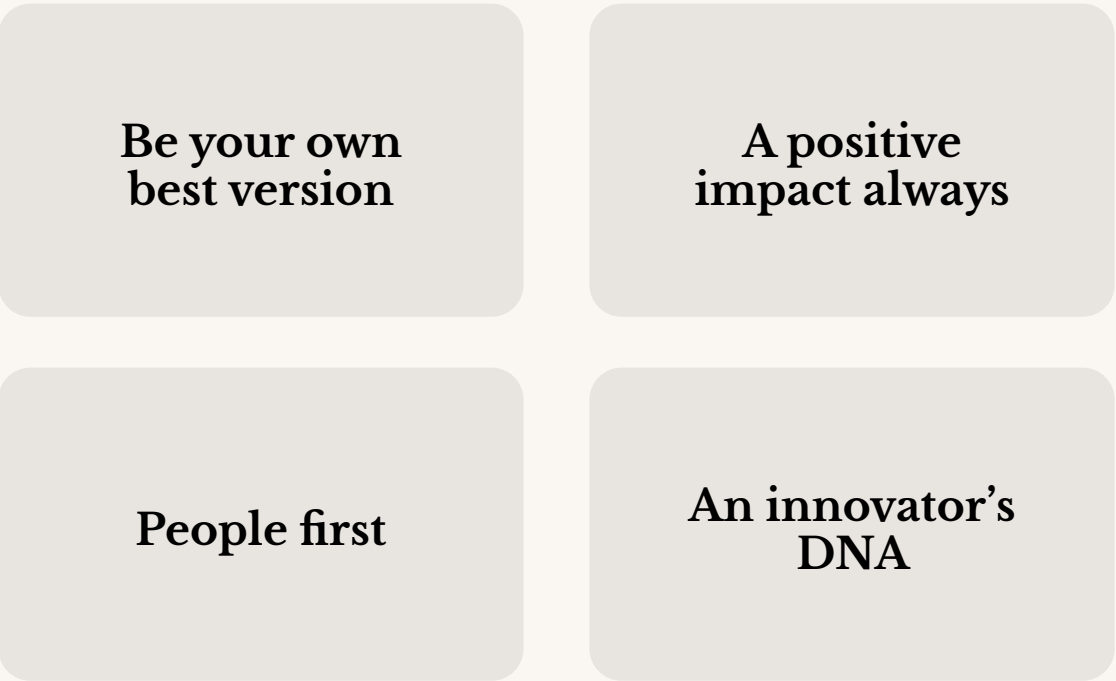 Be your own
best version
A positive
impact always
People first
An innovator’s
DNA